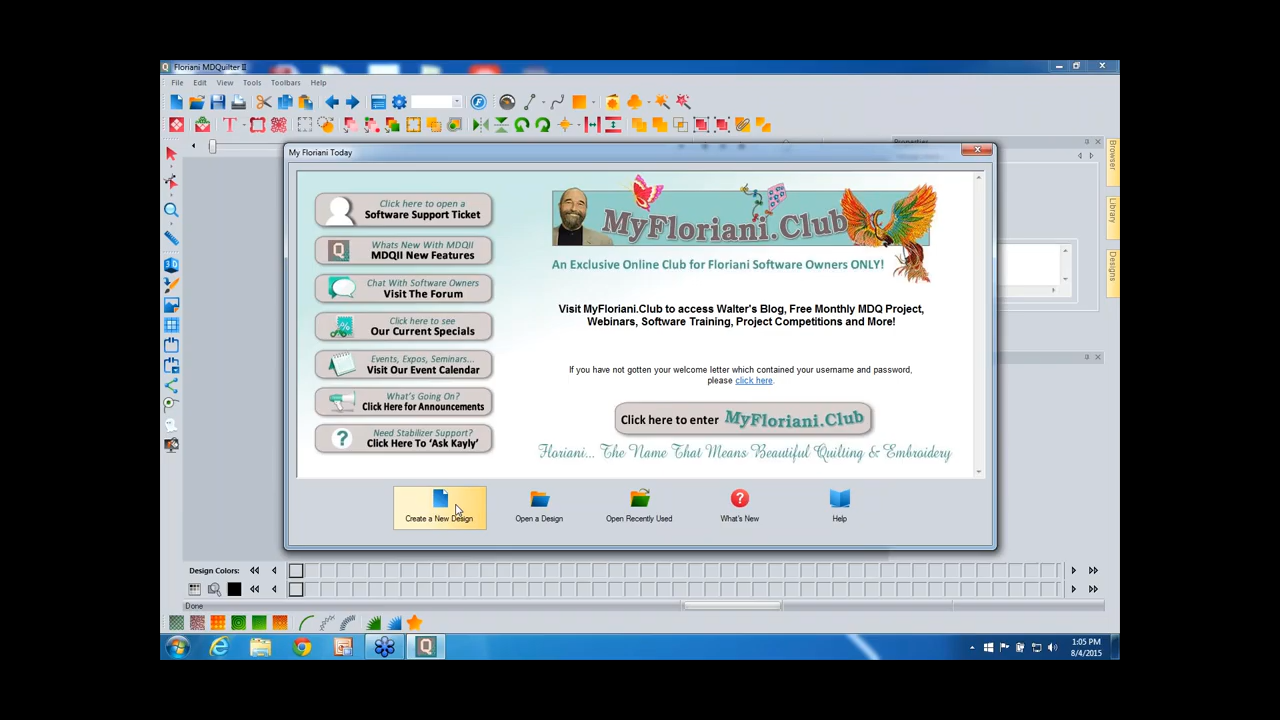 Floriani MDQuilter II
File Edit View Tools Toolbars Help
My Floriani Today
Click here to open a
Software Support Ticket
Whats New With MDQII
MDQII New Features
Chat With Software Owners
Visit The Forum
Click here to see
Our Current Specials
Events, Expos, Seminars...
Visit Our Event Calendar
What's Going On?
Click Here for Announcements
Need Stabilizer Support?
Click Here To 'Ask Kayly'
MyFloriani.Club
An Exclusive Online Club for Floriani Software Owners ONLY!
Visit MyFloriani.Club to access Walter's Blog, Free Monthly MDQ Project,
Webinars, Software Training, Project Competitions and More!
If you have not gotten your welcome letter which contained your username and password,
please click here.
Click here to enter MyFloriani.Club
Floriani... The Name That Means Beautiful Quilting & Embroidery
Create a New Design
Open a Design
Open Recently Used
What's New
Help
Properties
Browser
Library
Designs
Design Colors:
Done
1:05 PM
8/4/2015